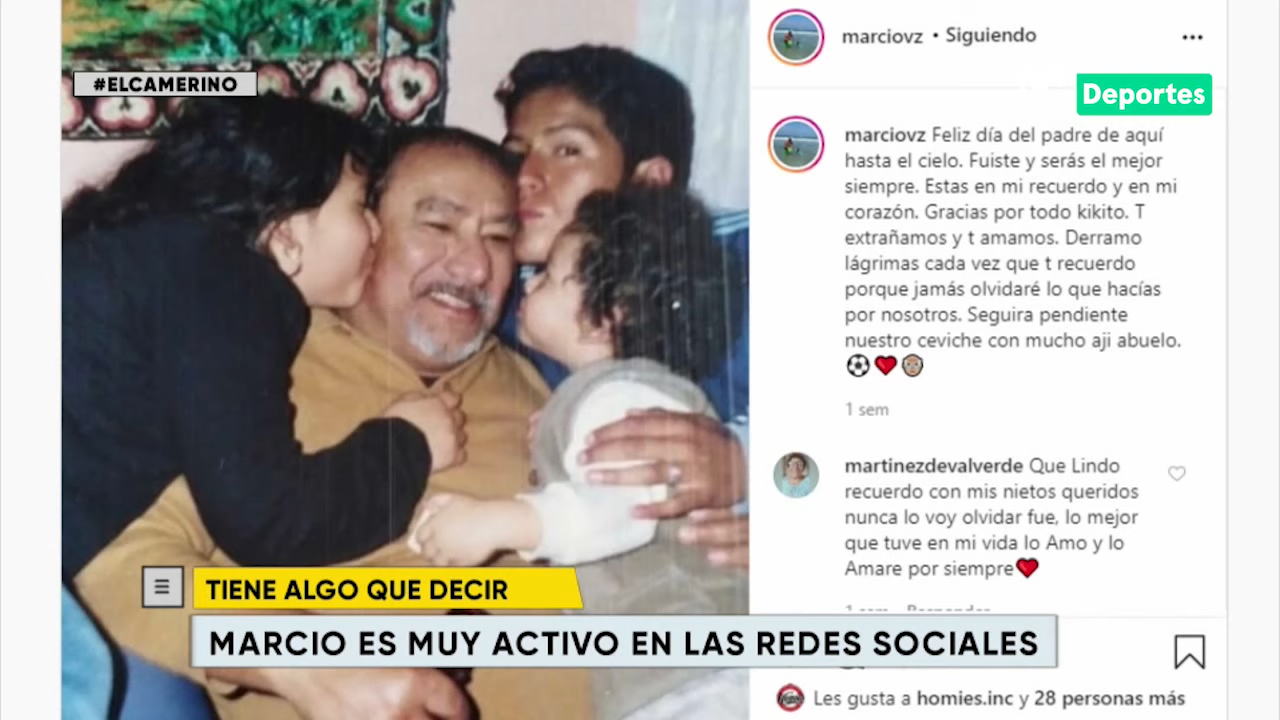 #ELCAMERINO
marciovz • Siguiendo
Deportes
marciovz Feliz día del padre de aquí
hasta el cielo. Fuiste y serás el mejor
siempre. Estas en mi recuerdo y en mi
corazón. Gracias por todo kikito. T
extrañamos y t amamos. Derramo
lágrimas cada vez que t recuerdo
porque jamás olvidaré lo que hacías
por nosotros. Seguira pendiente
nuestro ceviche con mucho aji abuelo.
⚽❤️👴🏽
1 sem
martinezdevalverde Que Lindo
recuerdo con mis nietos queridos
nunca lo voy olvidar fue, lo mejor
que tuve en mi vida lo Amo y lo
Amare por siempre❤️
1 sem Responder
TIENE ALGO QUE DECIR
MARCIO ES MUY ACTIVO EN LAS REDES SOCIALES
Les gusta a homies.inc y 28 personas más